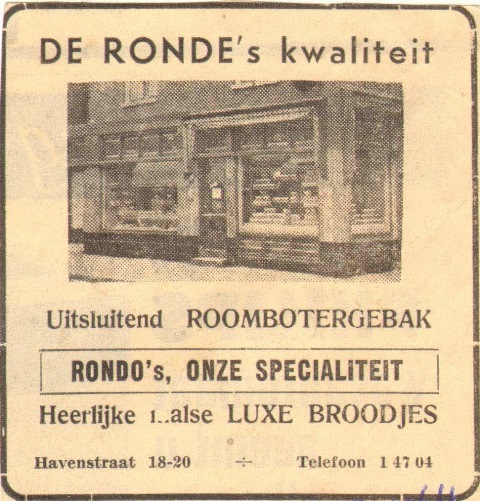 DE RONDE's kwaliteit
Uitsluitend ROOMBOTERGEBAK
RONDO's, ONZE SPECIALITEIT
Heerlijke LUXE BROODJES
Havenstraat 18-20 ÷ Telefoon 1 47 04